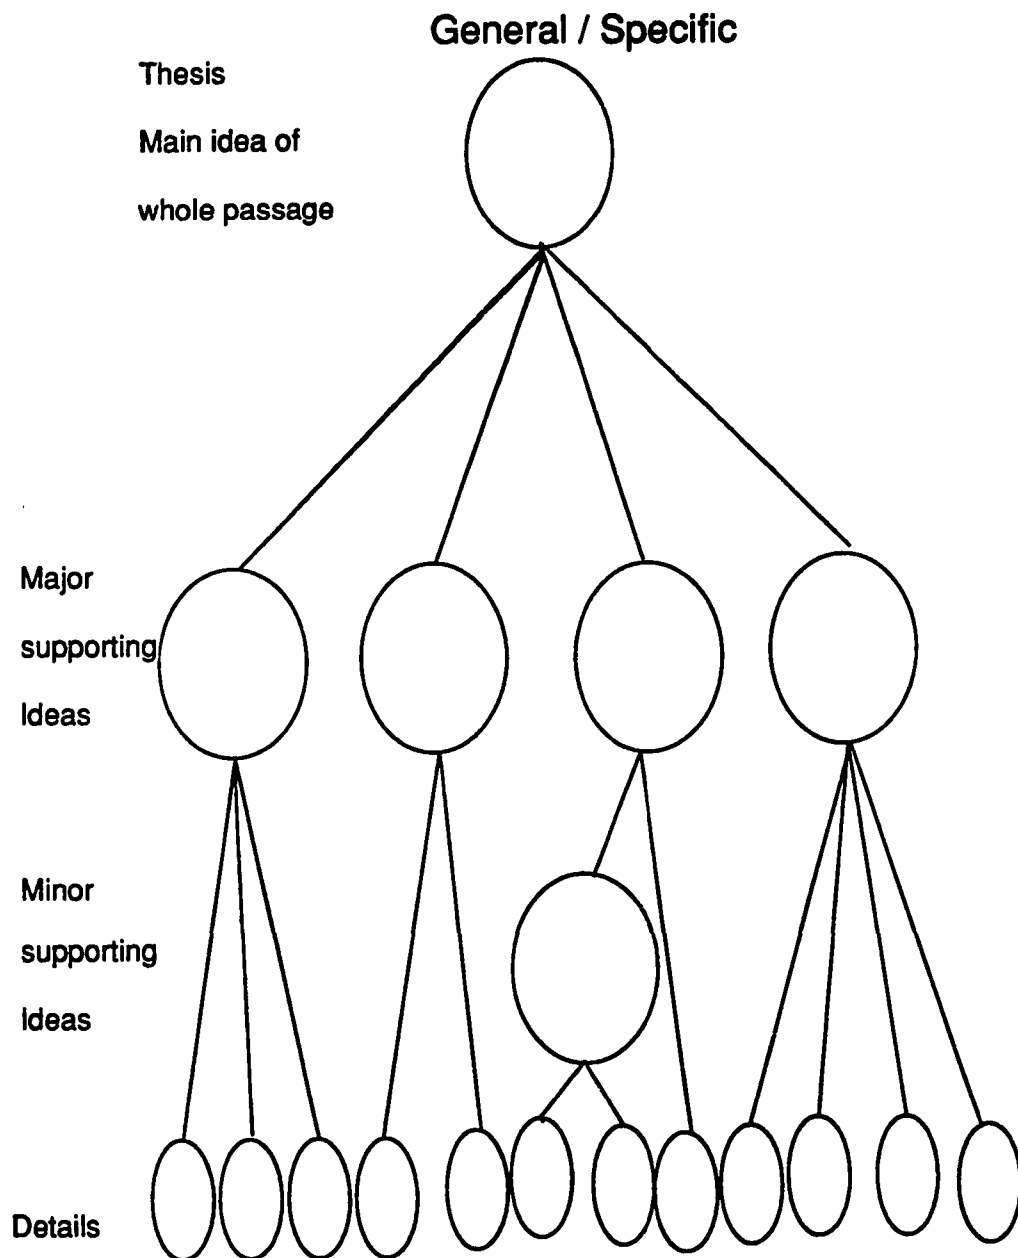 General / Specific
Thesis
Main idea of
whole passage
Major
supporting
Ideas
Minor
supporting
Ideas
Details